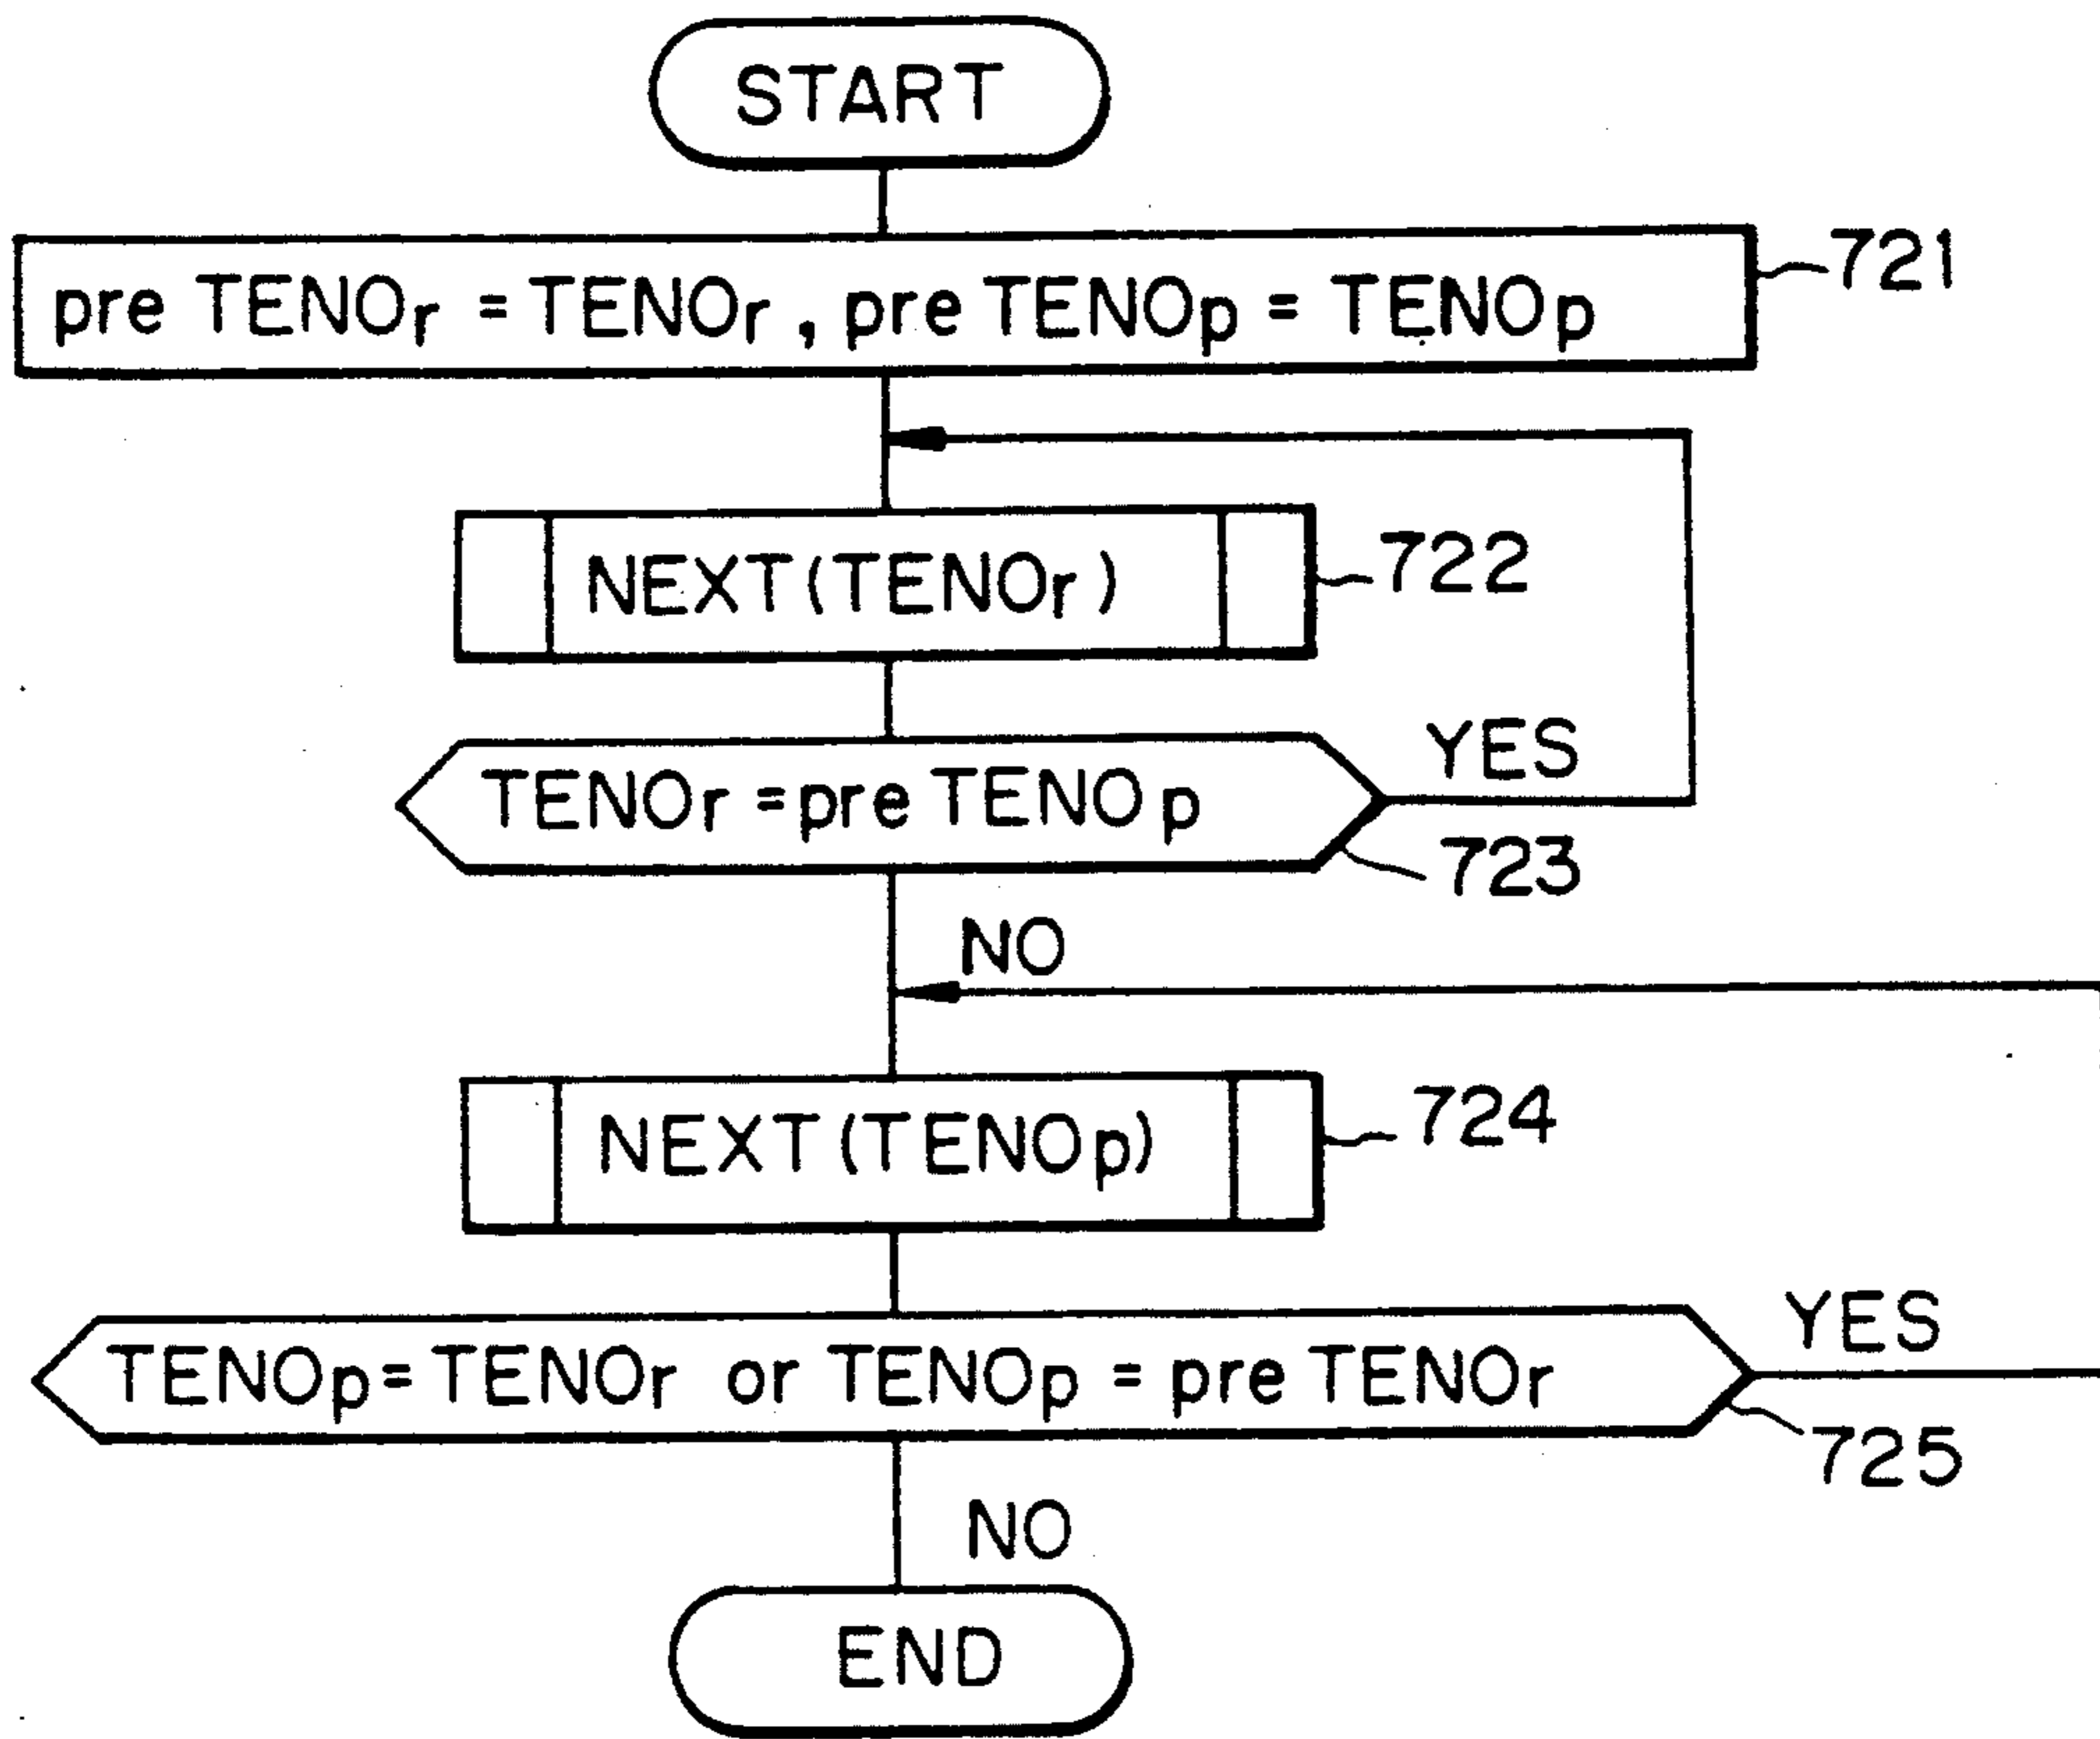 START
pre TENOr = TENOr, pre TENOp = TENOp
721
NEXT(TENOr)
722
TENOr = pre TENOp
YES
723
NO
NEXT(TENOp)
724
TENOp = TENOr or TENOp = pre TENOr
YES
725
NO
END